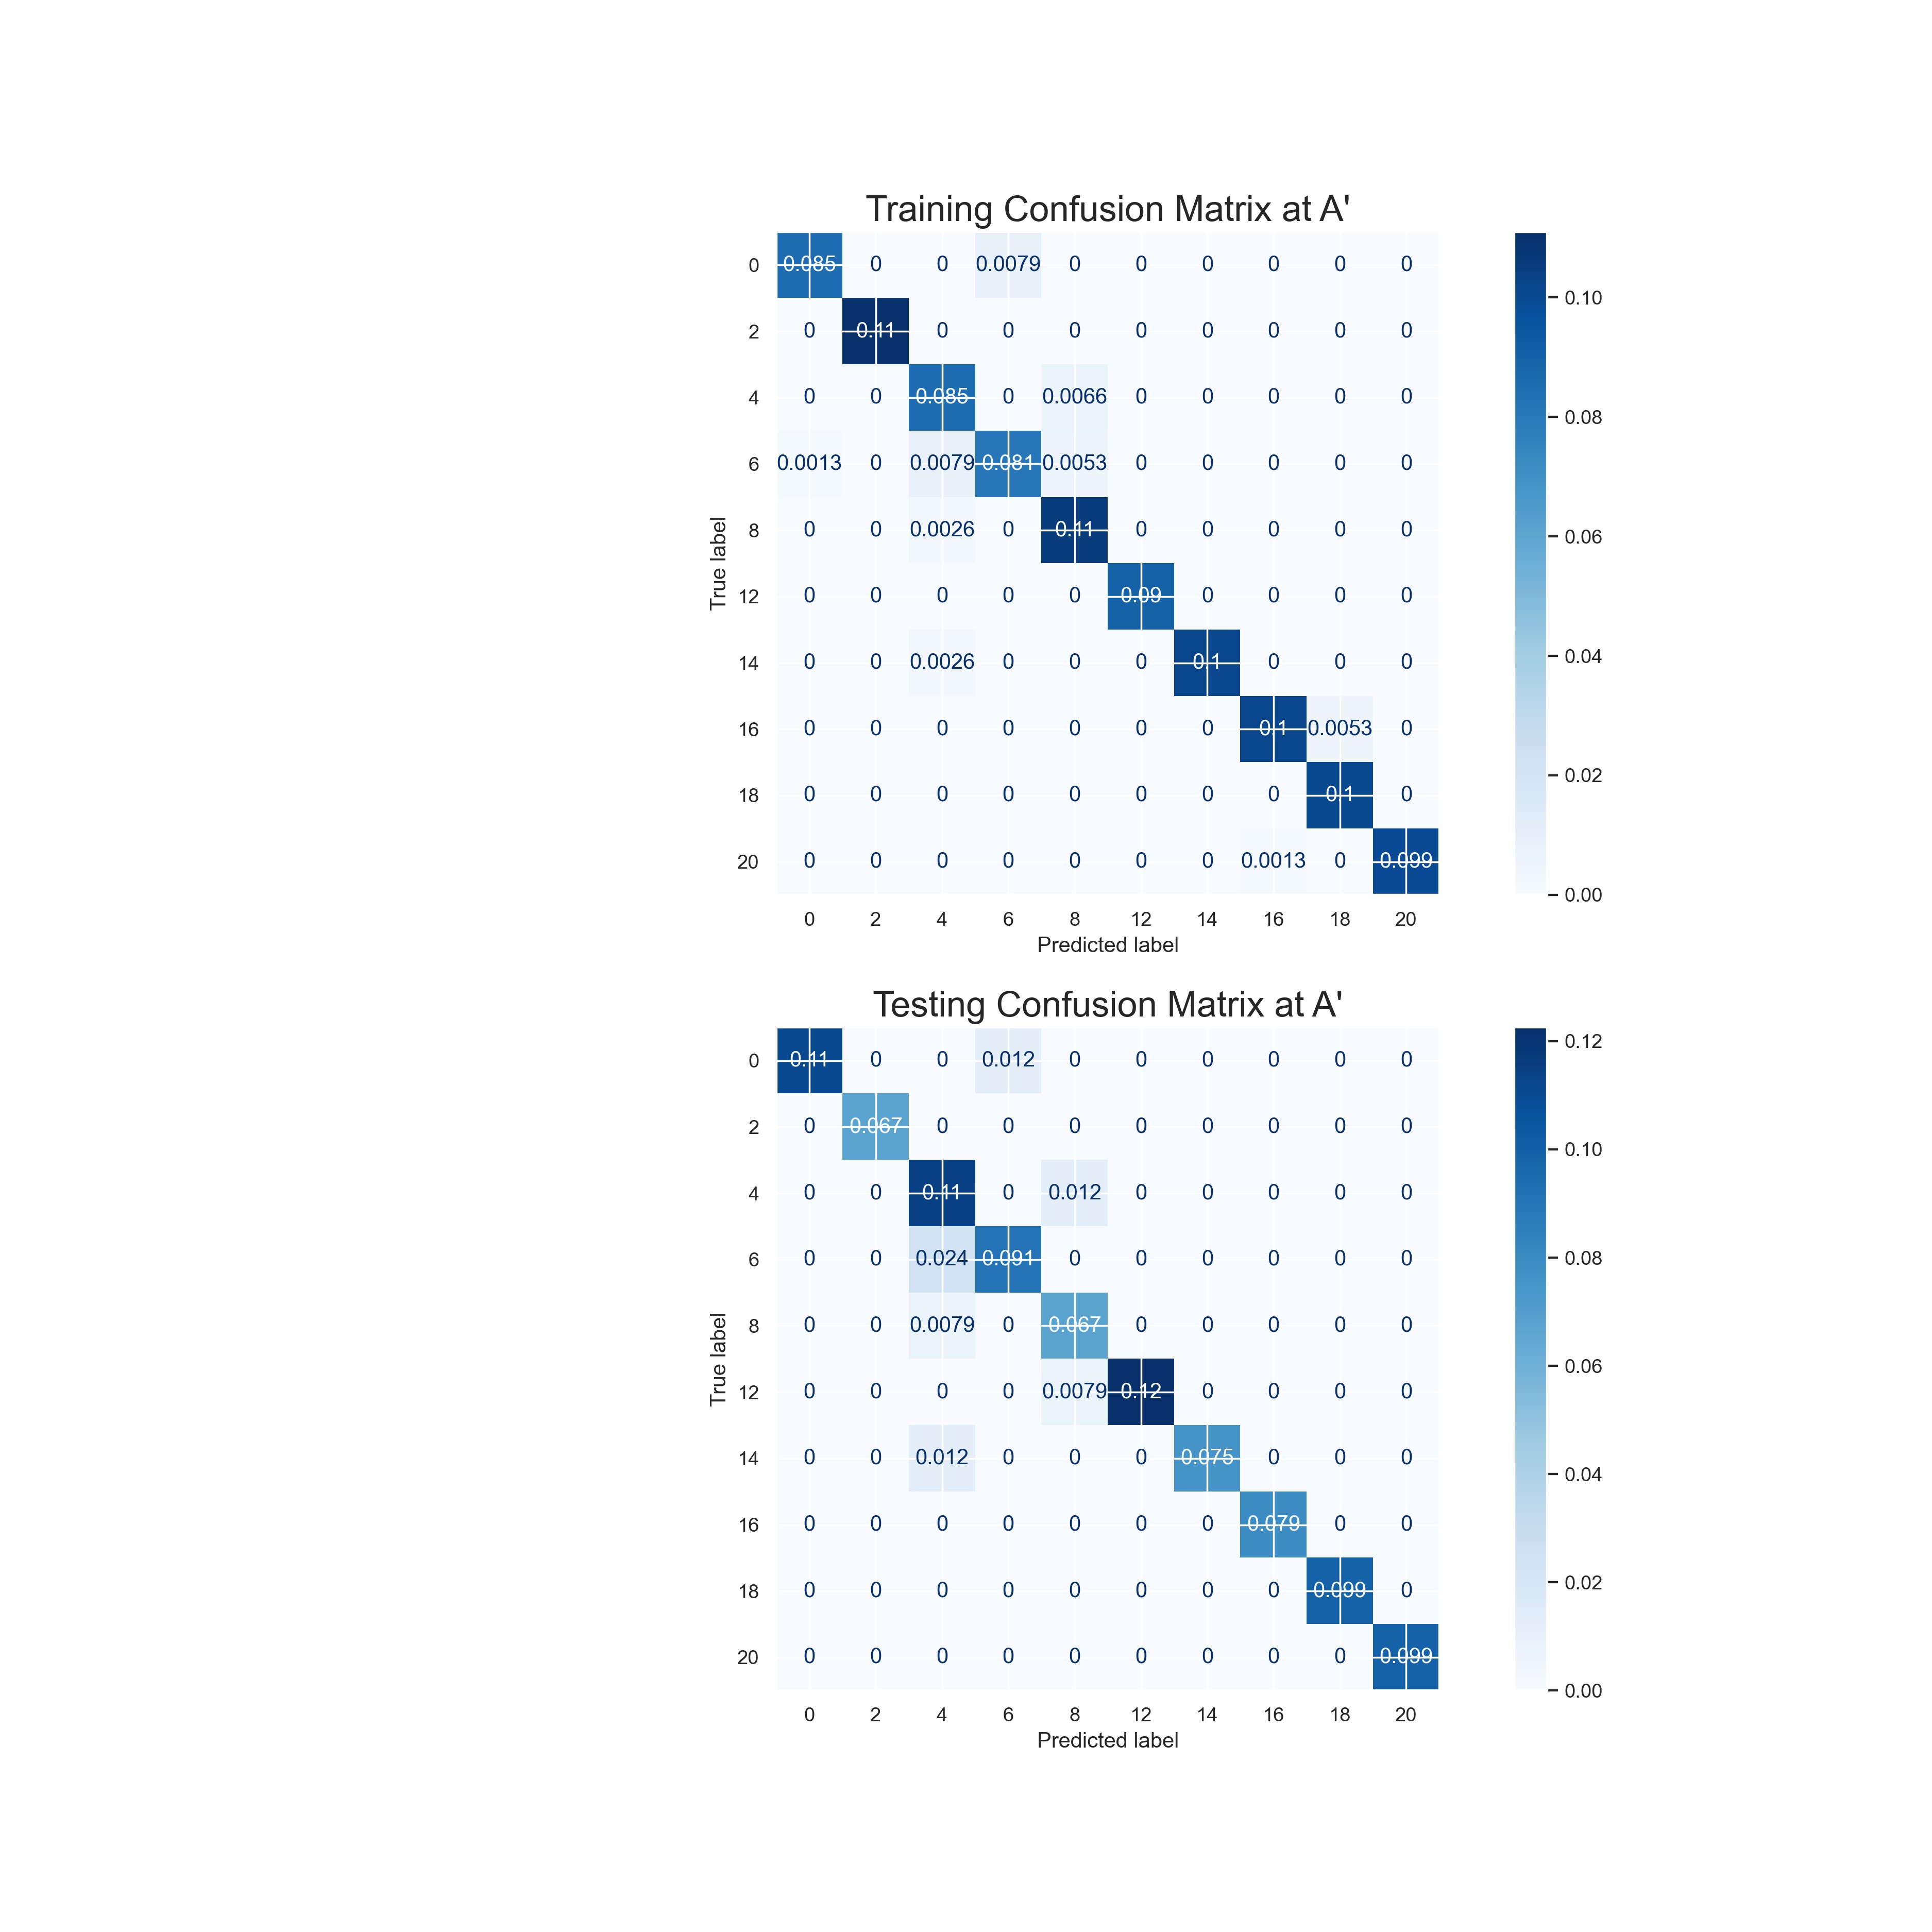 Training Confusion Matrix at A'
0 0.085 0 0 0.0079 0 0 0 0 0 0
2 0 0.11 0 0 0 0 0 0 0 0
4 0 0 0.085 0 0.0066 0 0 0 0 0
6 0.0013 0 0.0079 0.081 0.0053 0 0 0 0 0
8 0 0 0.0026 0 0.11 0 0 0 0 0
12 0 0 0 0 0 0.09 0 0 0 0
14 0 0 0.0026 0 0 0 0.1 0 0 0
16 0 0 0 0 0 0 0 0.1 0.0053 0
18 0 0 0 0 0 0 0 0 0.1 0
20 0 0 0 0 0 0 0 0.0013 0 0.099
0 2 4 6 8 12 14 16 18 20
Predicted label
True label
0.10
0.08
0.06
0.04
0.02
0.00
Testing Confusion Matrix at A'
0 0.11 0 0 0.012 0 0 0 0 0 0
2 0 0.067 0 0 0 0 0 0 0 0
4 0 0 0.11 0 0.012 0 0 0 0 0
6 0 0 0.024 0.091 0 0 0 0 0 0
8 0 0 0.0079 0 0.067 0 0 0 0 0
12 0 0 0 0 0.0079 0.12 0 0 0 0
14 0 0 0.012 0 0 0 0.075 0 0 0
16 0 0 0 0 0 0 0 0.079 0 0
18 0 0 0 0 0 0 0 0 0.099 0
20 0 0 0 0 0 0 0 0 0 0.099
0 2 4 6 8 12 14 16 18 20
Predicted label
True label
0.12
0.10
0.08
0.06
0.04
0.02
0.00